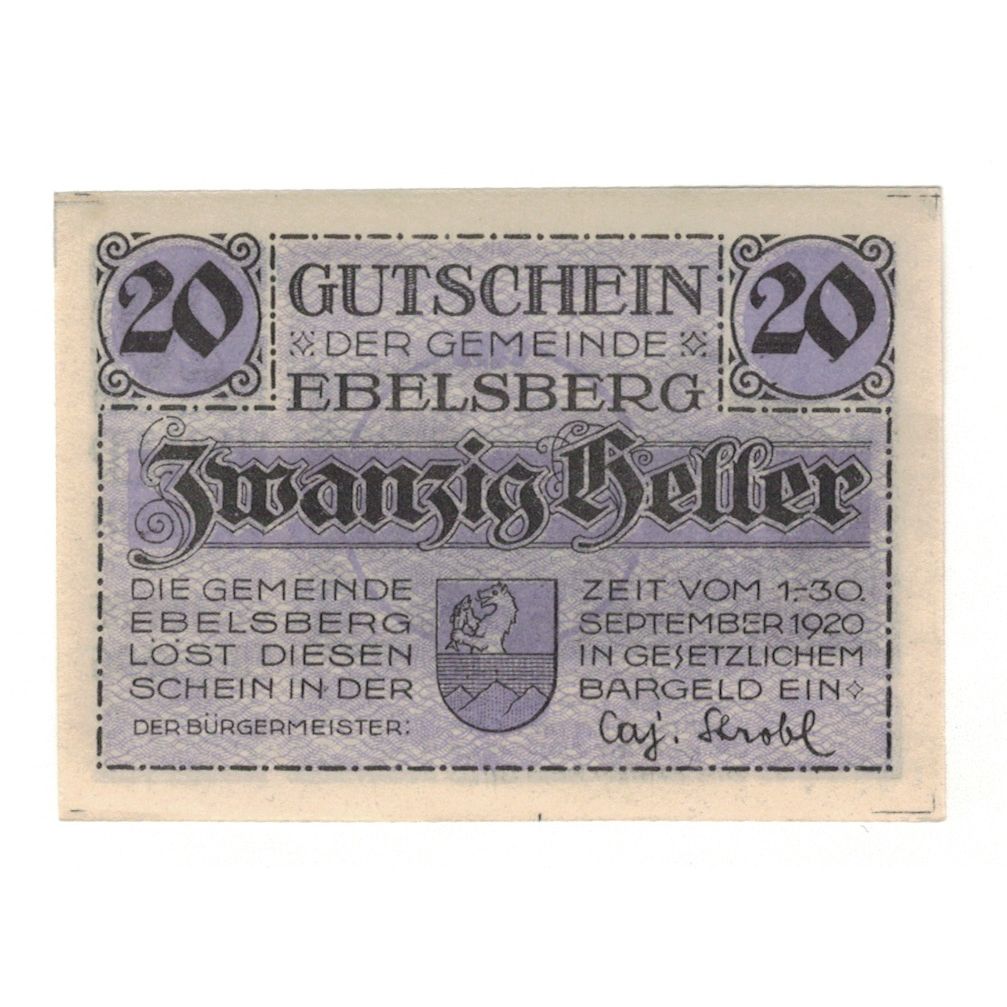 20 20
GUTSCHEIN
DER GEMEINDE
EBELSBERG
Zwanzig Heller
DIE GEMEINDE
EBELSBERG
LÖST DIESEN
SCHEIN IN DER
ZEIT VOM 1.-30.
SEPTEMBER 1920
IN GESETZLICHEM
BARGELD EIN
DER BÜRGERMEISTER:
Caj. Strobl